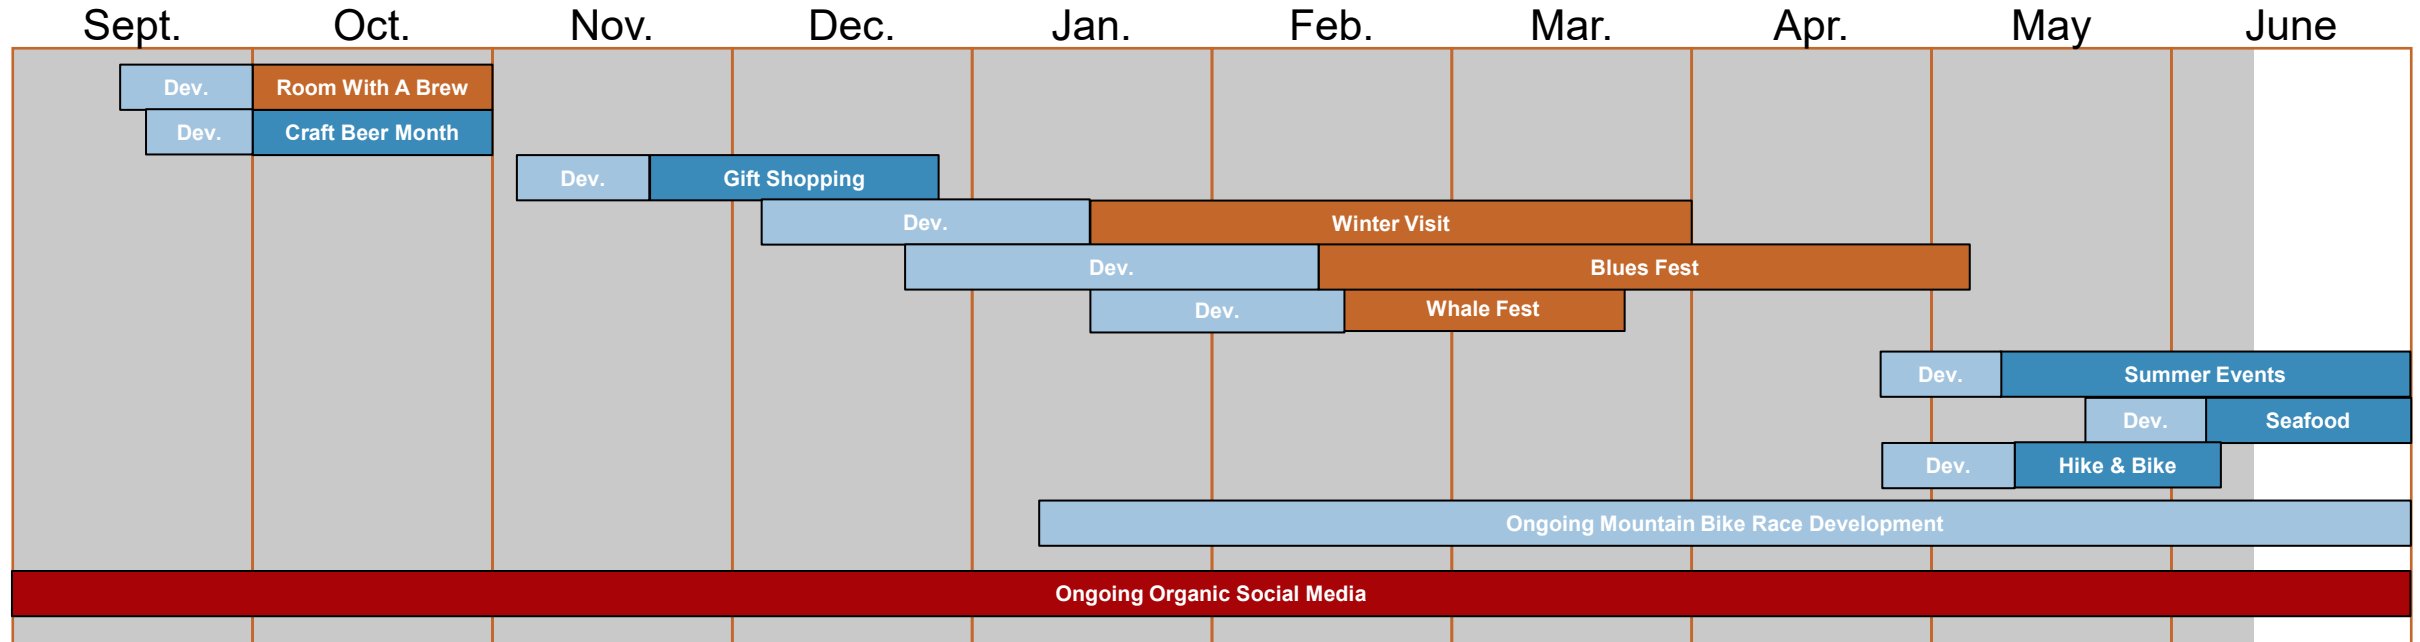 Sept. Oct. Nov. Dec. Jan. Feb. Mar. Apr. May June
Dev. Room With A Brew
Dev. Craft Beer Month
Dev. Gift Shopping
Dev. Winter Visit
Dev. Blues Fest
Dev. Whale Fest
Dev. Summer Events
Dev. Seafood
Dev. Hike & Bike
Ongoing Mountain Bike Race Development
Ongoing Organic Social Media